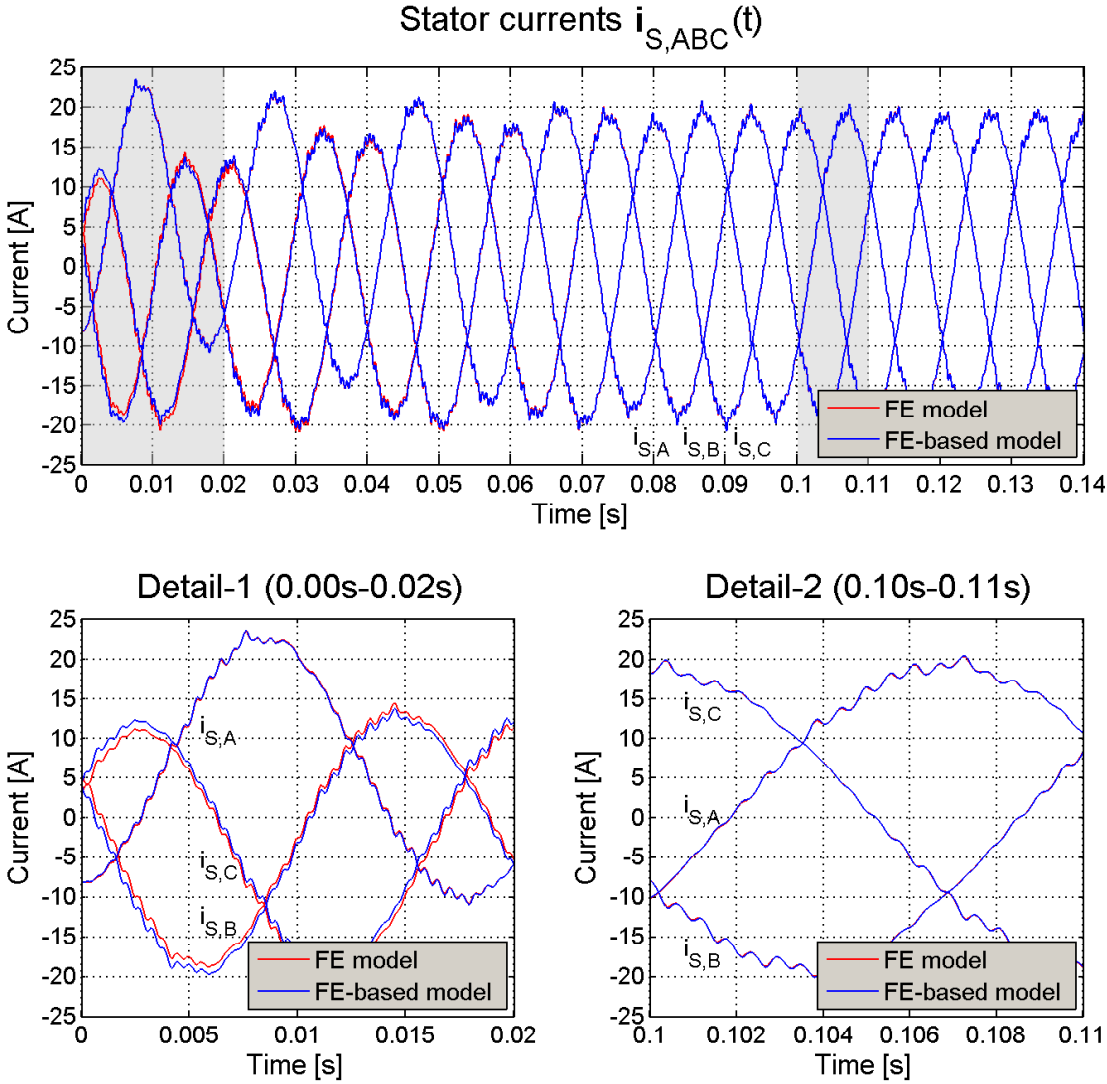 Stator currents i_S,ABC(t)
25
20
15
10
5
0
-5
-10
-15
-20
-25
Current [A]
i_S,A i_S,B i_S,C
FE model
FE-based model
0 0.01 0.02 0.03 0.04 0.05 0.06 0.07 0.08 0.09 0.1 0.11 0.12 0.13 0.14
Time [s]
Detail-1 (0.00s-0.02s)
25
20
15
10
5
0
-5
-10
-15
-20
-25
Current [A]
i_S,A
i_S,C
i_S,B
FE model
FE-based model
0 0.005 0.01 0.015 0.02
Time [s]
Detail-2 (0.10s-0.11s)
25
20
15
10
5
0
-5
-10
-15
-20
-25
Current [A]
i_S,C
i_S,A
i_S,B
FE model
FE-based model
0.1 0.102 0.104 0.106 0.108 0.11
Time [s]